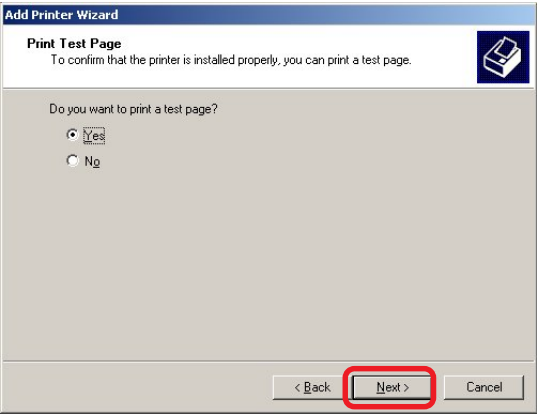 Add Printer Wizard
Print Test Page
To confirm that the printer is installed properly, you can print a test page.
Do you want to print a test page?
Yes
No
< Back
Next >
Cancel